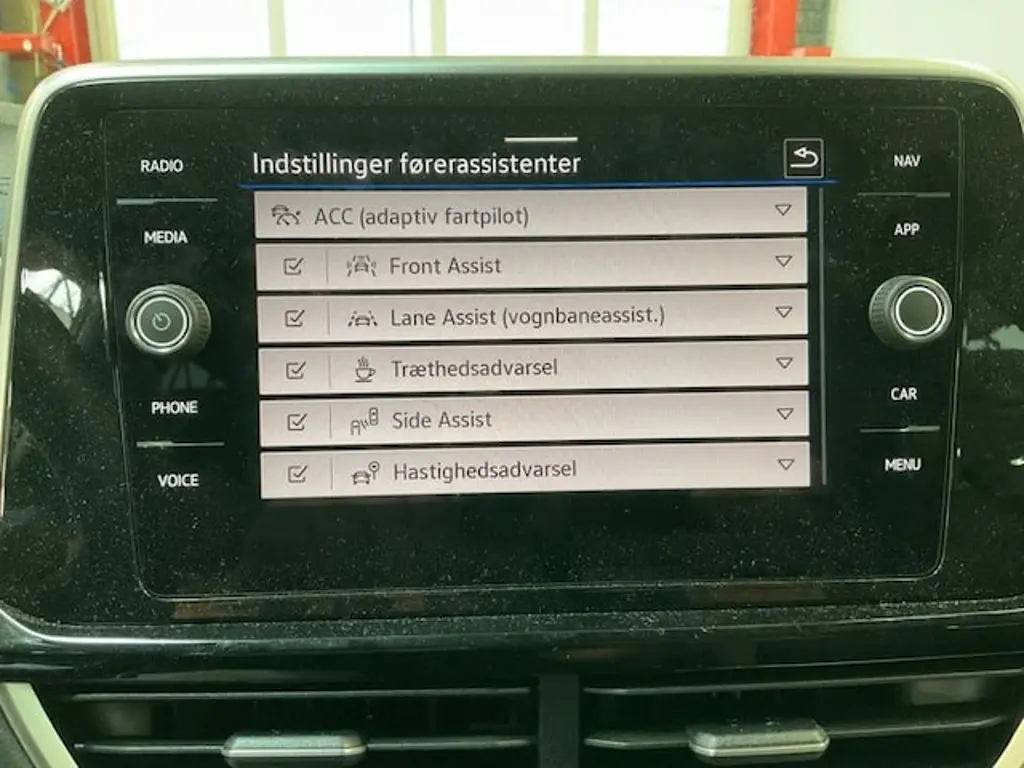 RADIO
MEDIA
PHONE
VOICE
Indstillinger førerassistenter
ACC (adaptiv fartpilot)
Front Assist
Lane Assist (vognbaneassist.)
Træthedsadvarsel
Side Assist
Hastighedsadvarsel
NAV
APP
CAR
MENU